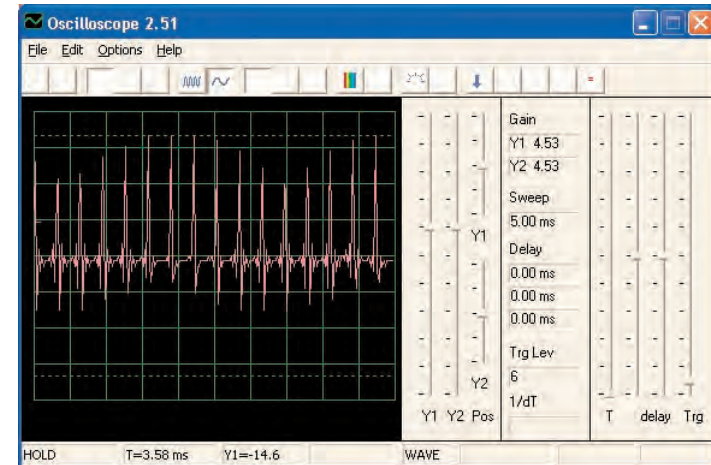 Oscilloscope 2.51
File Edit Options Help
Gain
Y1 4.53
Y2 4.53
Sweep
5.00 ms
Y1
Delay
0.00 ms
0.00 ms
0.00 ms
Trg Lev
6
Y2
1/dT
Y1 Y2 Pos
T delay Trg
HOLD T=3.58 ms Y1=-14.6 WAVE